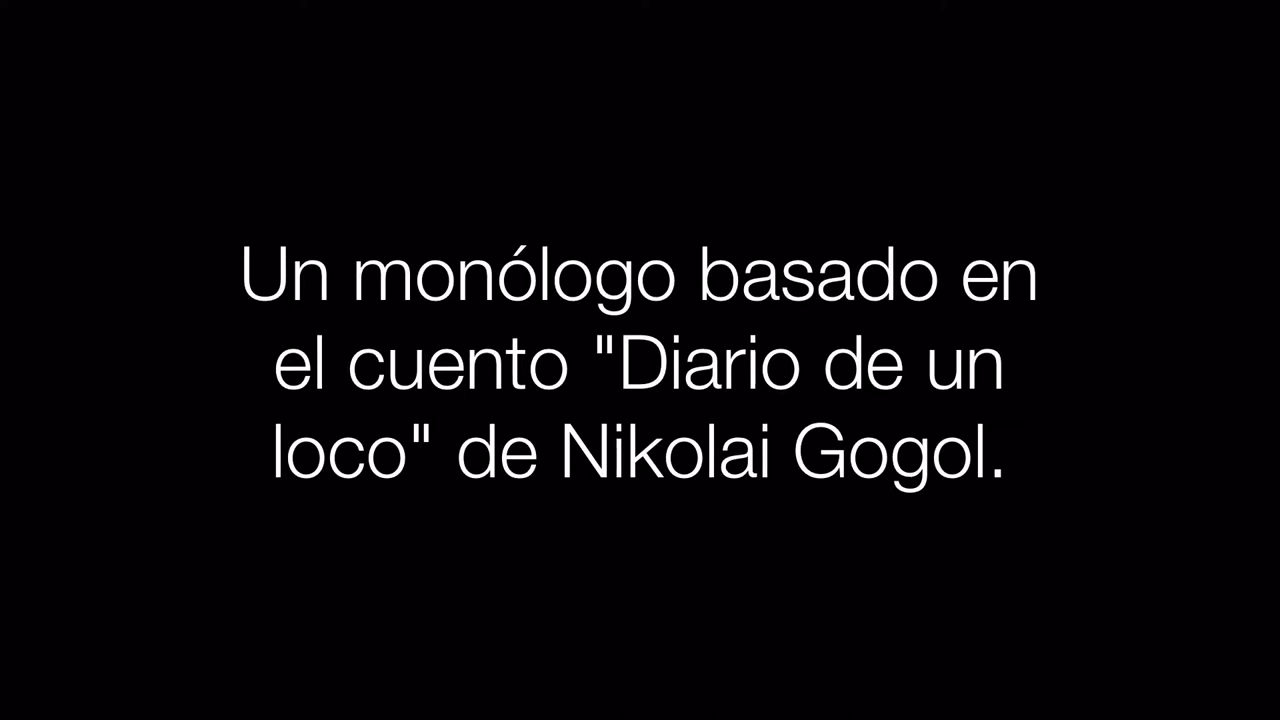 Un monólogo basado en
el cuento "Diario de un
loco" de Nikolai Gogol.